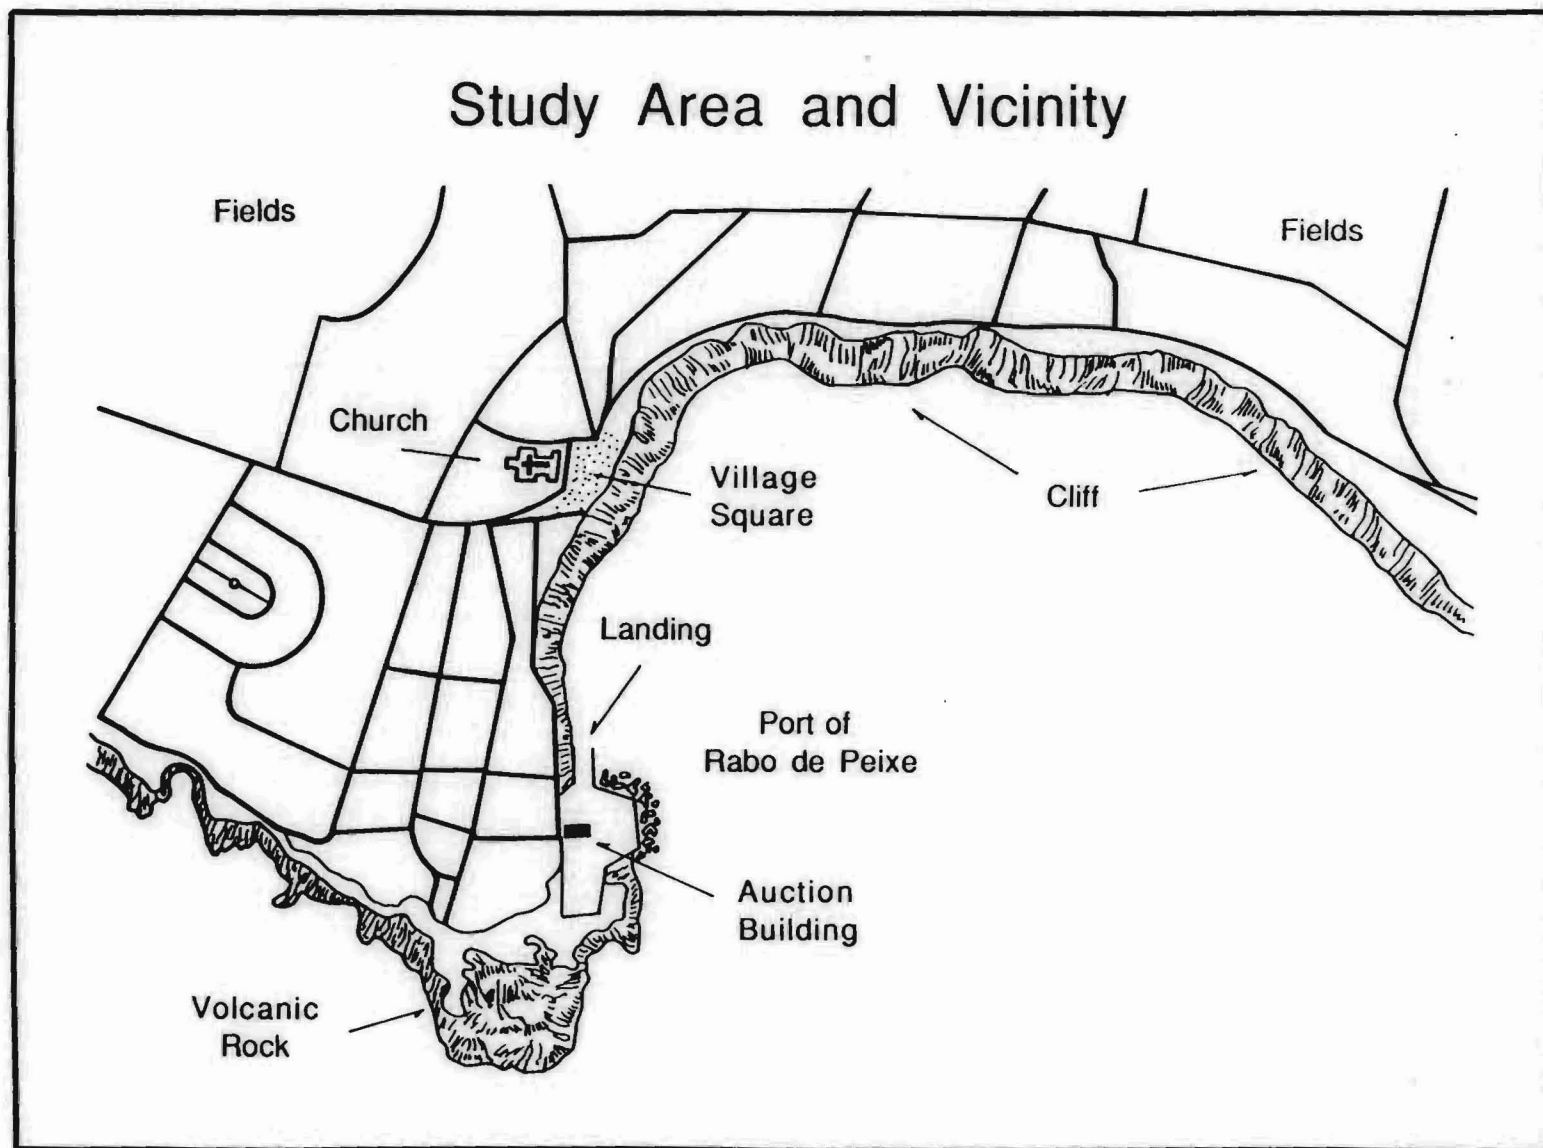 Study Area and Vicinity
Fields
Fields
Church
Village
Square
Cliff
Landing
Port of
Rabo de Peixe
Auction
Building
Volcanic
Rock